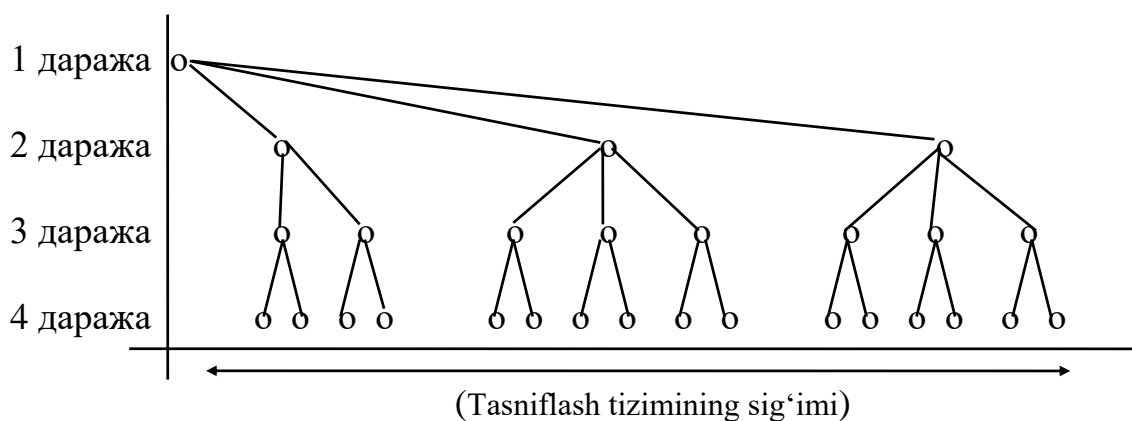 1 даража
2 даража
3 даража
4 даража
(Tasniflash tizimining sig‘imi)